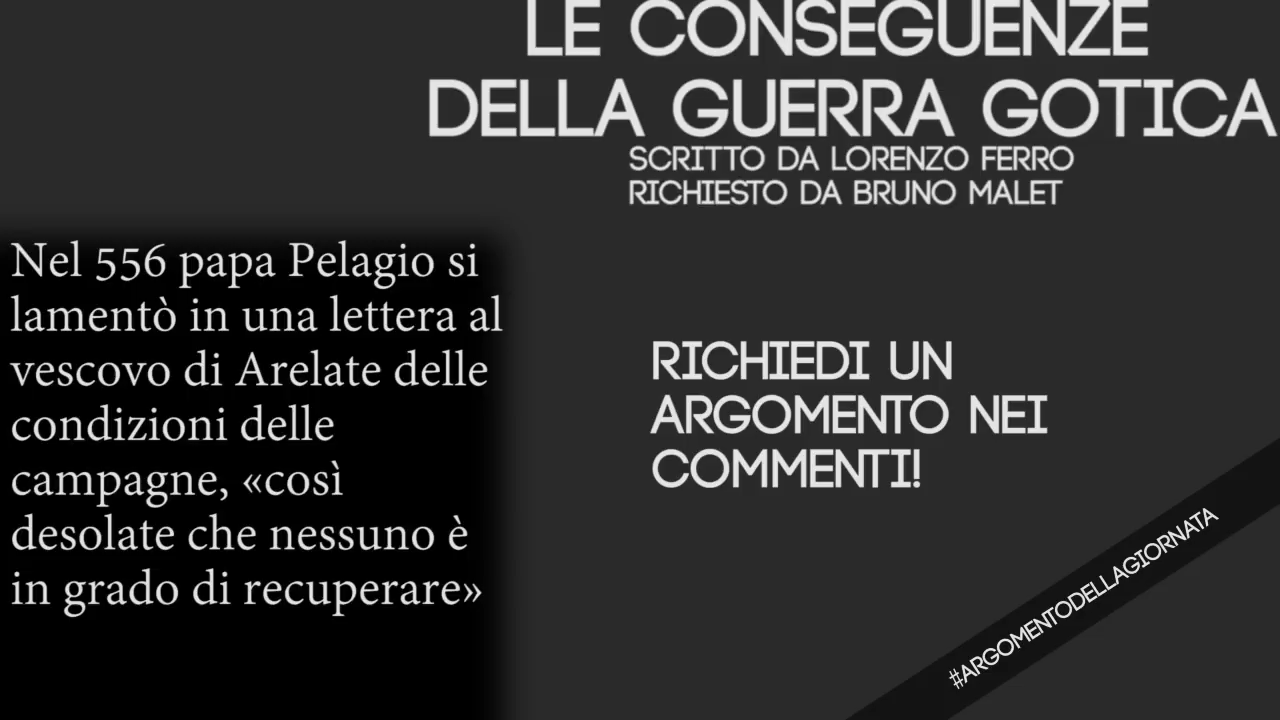 LE CONSEGUENZE
DELLA GUERRA GOTICA
SCRITTO DA LORENZO FERRO
RICHIESTO DA BRUNO MALET
Nel 556 papa Pelagio si
lamentò in una lettera al
vescovo di Arelate delle
condizioni delle
campagne, «così
desolate che nessuno è
in grado di recuperare»
RICHIEDI UN
ARGOMENTO NEI
COMMENTI!
#ARGOMENTODELLAGIORNATA